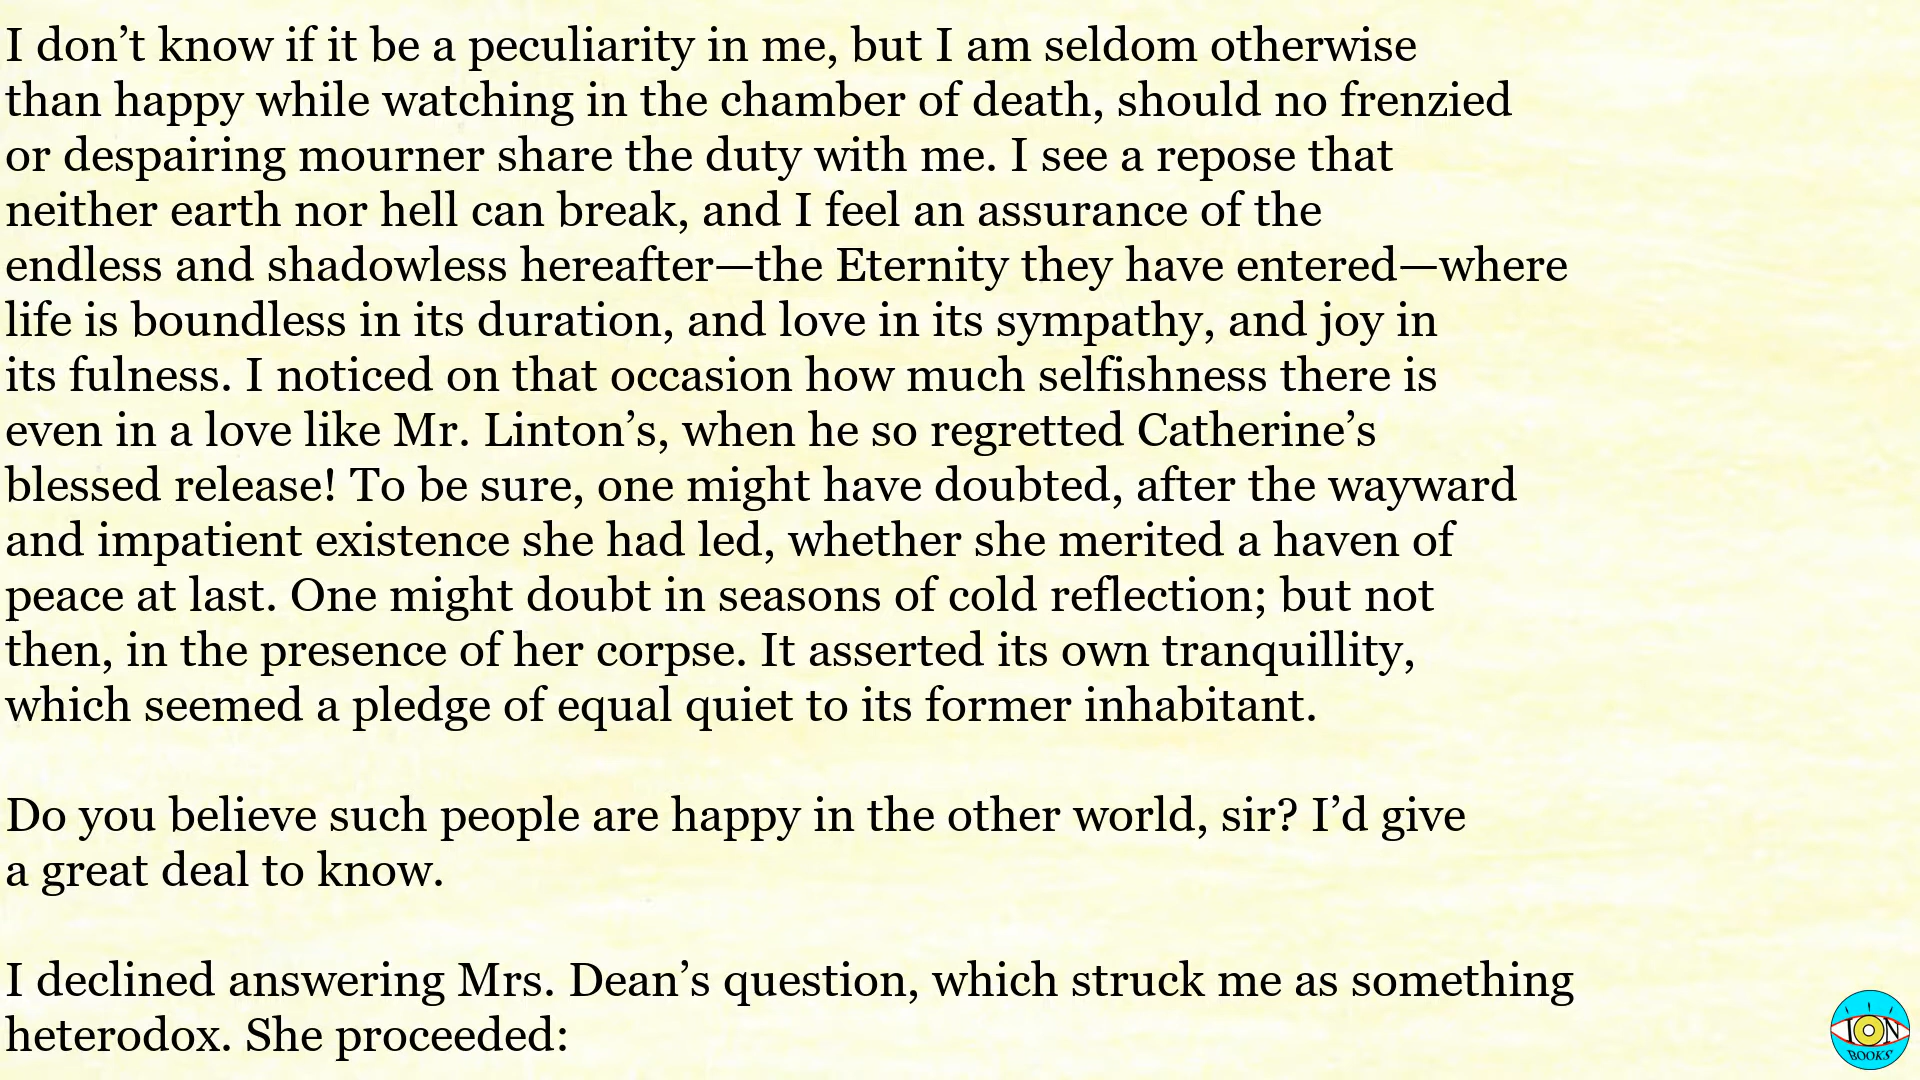 I don’t know if it be a peculiarity in me, but I am seldom otherwise
than happy while watching in the chamber of death, should no frenzied
or despairing mourner share the duty with me. I see a repose that
neither earth nor hell can break, and I feel an assurance of the
endless and shadowless hereafter—the Eternity they have entered—where
life is boundless in its duration, and love in its sympathy, and joy in
its fulness. I noticed on that occasion how much selfishness there is
even in a love like Mr. Linton’s, when he so regretted Catherine’s
blessed release! To be sure, one might have doubted, after the wayward
and impatient existence she had led, whether she merited a haven of
peace at last. One might doubt in seasons of cold reflection; but not
then, in the presence of her corpse. It asserted its own tranquillity,
which seemed a pledge of equal quiet to its former inhabitant.

Do you believe such people are happy in the other world, sir? I’d give
a great deal to know.

I declined answering Mrs. Dean’s question, which struck me as something
heterodox. She proceeded:
ION
BOOKS